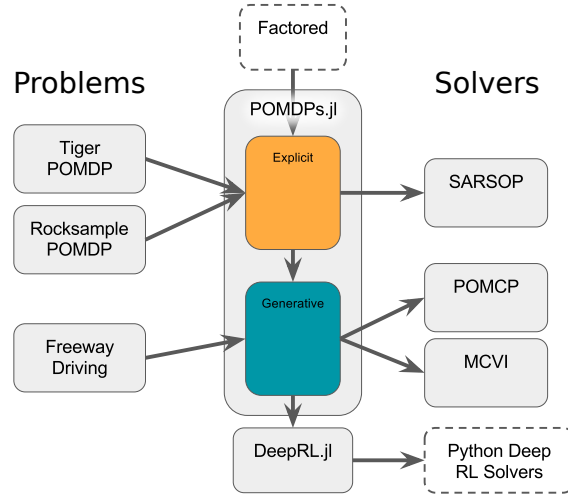 Factored
Problems
Solvers
POMDPs.jl
Explicit
Tiger
POMDP
SARSOP
Rocksample
POMDP
Generative
POMCP
Freeway
Driving
MCVI
DeepRL.jl
Python Deep
RL Solvers